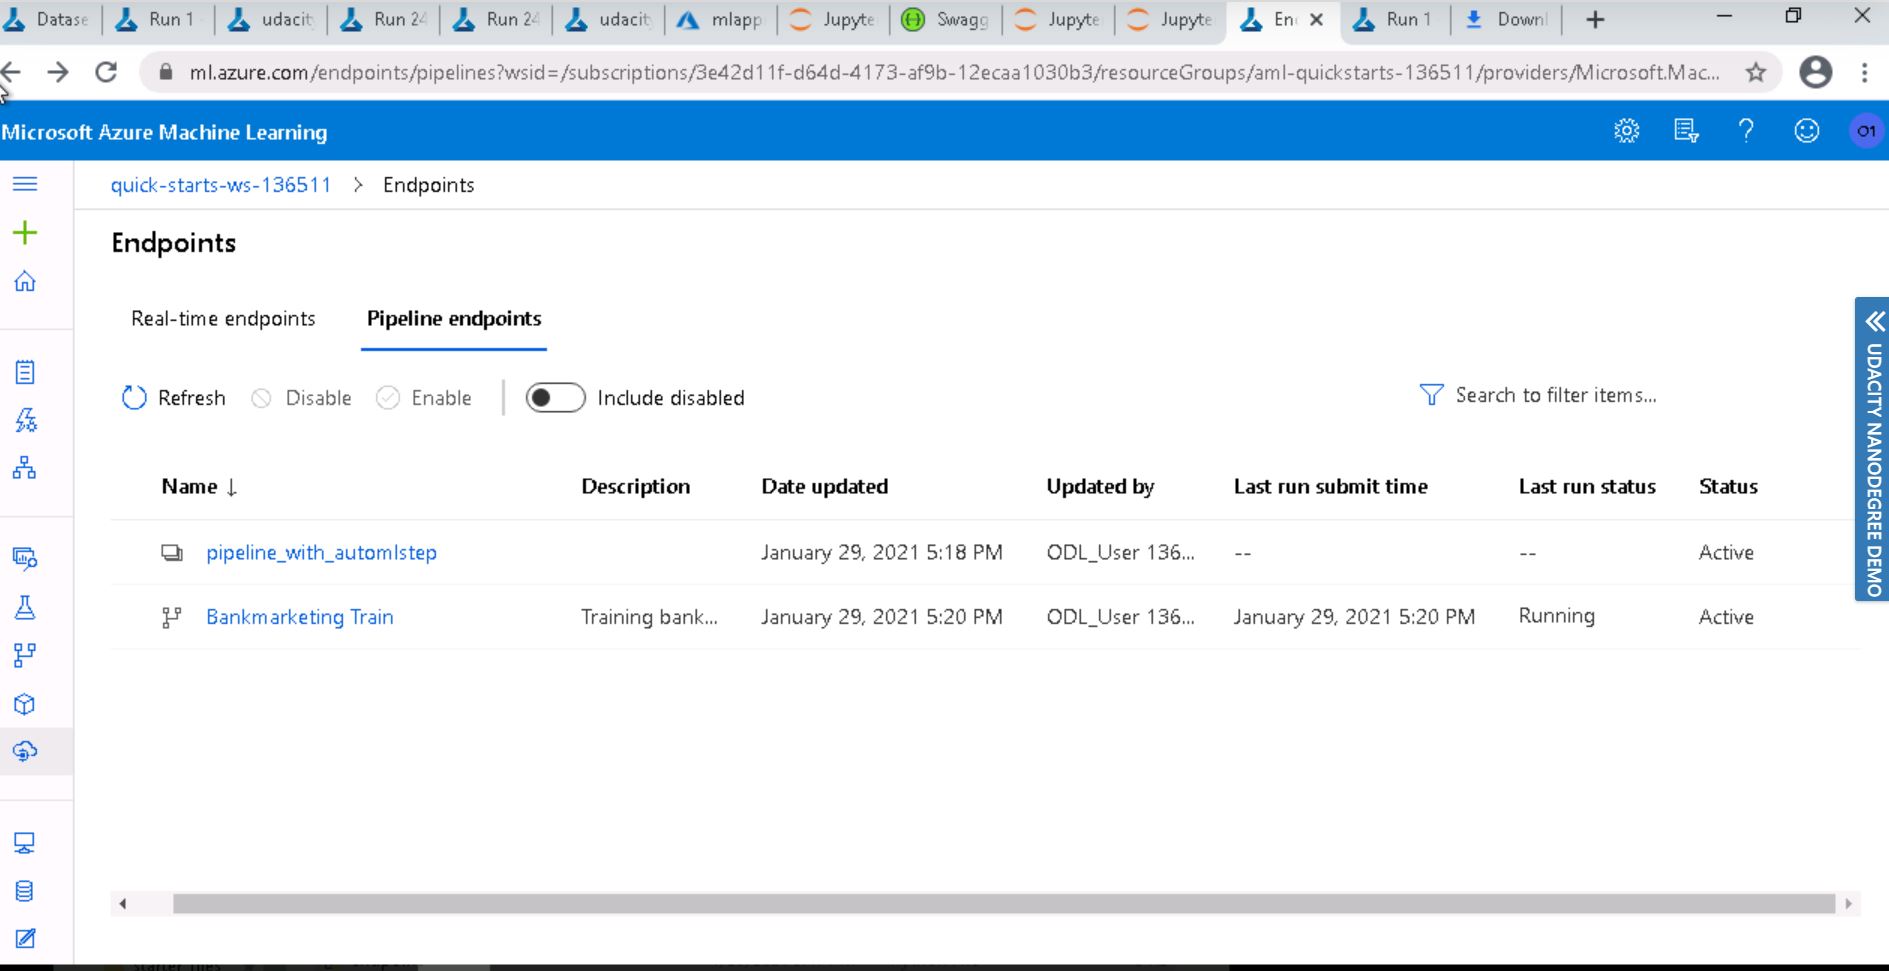 Datase Run 1 udacit Run 24 Run 24 udacit mlapp Jupyte Swagg Jupyte Jupyte En Run 1 Downl
ml.azure.com/endpoints/pipelines?wsid=/subscriptions/3e42d11f-d64d-4173-af9b-12ecaa1030b3/resourceGroups/aml-quickstarts-136511/providers/Microsoft.Mac...
Microsoft Azure Machine Learning
O1
quick-starts-ws-136511 > Endpoints
Endpoints
Real-time endpoints Pipeline endpoints
Refresh Disable Enable Include disabled Search to filter items...
Name ↓ Description Date updated Updated by Last run submit time Last run status Status
pipeline_with_automlstep January 29, 2021 5:18 PM ODL_User 136... -- -- Active
Bankmarketing Train Training bank... January 29, 2021 5:20 PM ODL_User 136... January 29, 2021 5:20 PM Running Active
UDACITY NANODEGREE DEMO